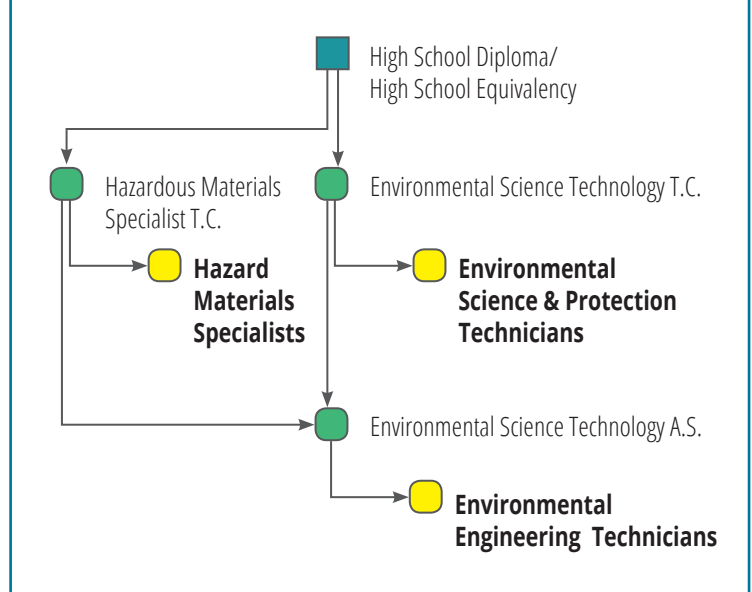 High School Diploma/
High School Equivalency
Hazardous Materials
Specialist T.C.
Environmental Science Technology T.C.
Hazard
Materials
Specialists
Environmental
Science & Protection
Technicians
Environmental Science Technology A.S.
Environmental
Engineering Technicians